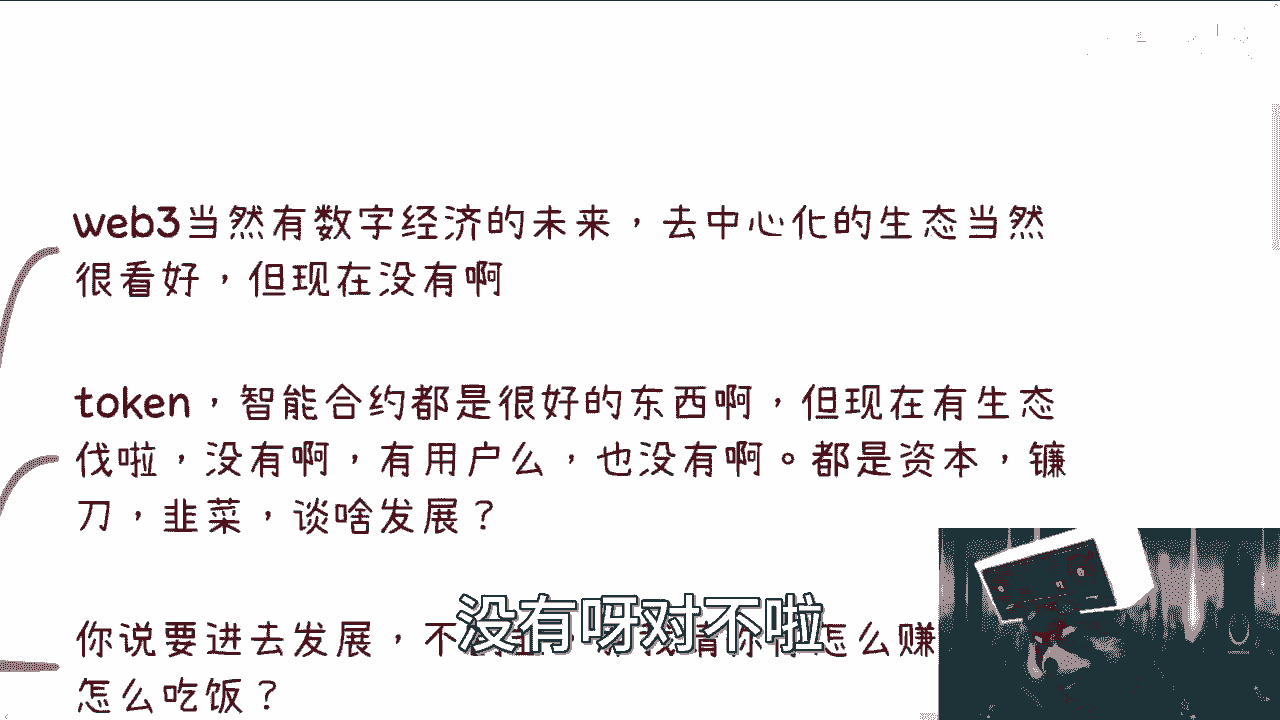 web3当然有数字经济的未来，去中心化的生态当然
很看好，但现在没有啊
token，智能合约都是很好的东西啊，但现在有生态
伐啦，没有啊，有用户么，也没有啊。都是资本，镰
刀，韭菜，谈啥发展？
你说要进去发展，不 怎么赚
没有呀对不啦
怎么吃饭？